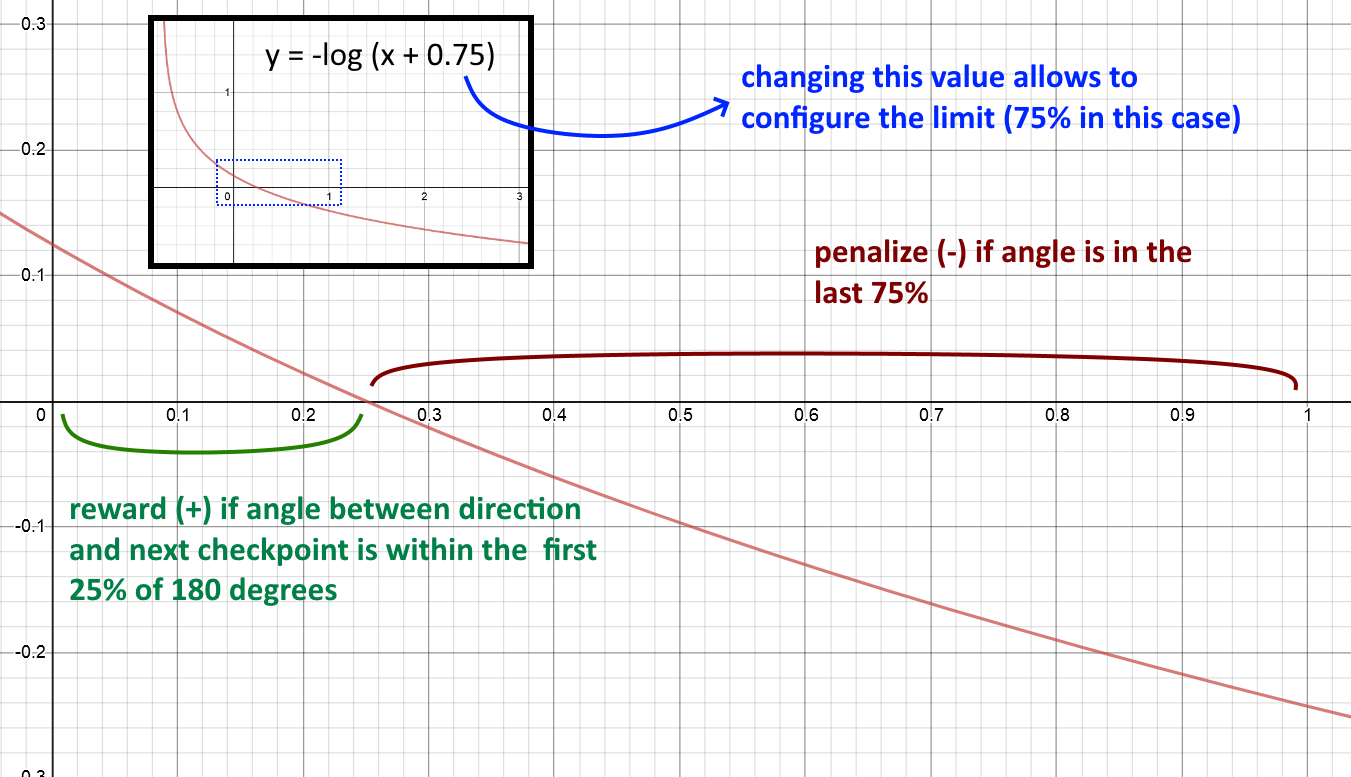 0.3
y = -log (x + 0.75)
1
0
1
2
3
changing this value allows to
configure the limit (75% in this case)
0.2
penalize (-) if angle is in the
last 75%
0.1
0
0.1
0.2
0.3
0.4
0.5
0.6
0.7
0.8
0.9
1
reward (+) if angle between direction
and next checkpoint is within the first
25% of 180 degrees
-0.1
-0.2
-0.3